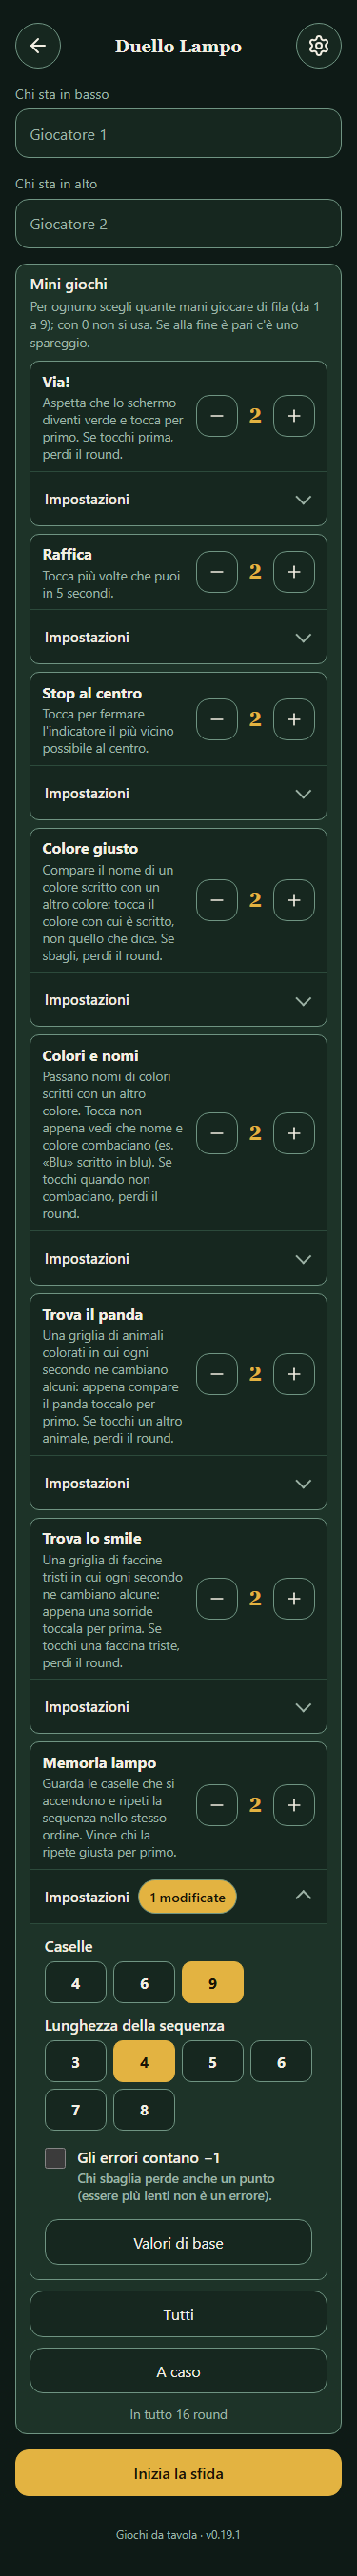 Duello Lampo
Chi sta in basso
Giocatore 1
Chi sta in alto
Giocatore 2
Mini giochi
Per ognuno scegli quante mani giocare di fila (da 1
a 9); con 0 non si usa. Se alla fine è pari c'è uno
spareggio.
Via!
Aspetta che lo schermo
diventi verde e tocca per
primo. Se tocchi prima,
perdi il round.
− 2 +
Impostazioni
Raffica
Tocca più volte che puoi
in 5 secondi.
− 2 +
Impostazioni
Stop al centro
Tocca per fermare
l'indicatore il più vicino
possibile al centro.
− 2 +
Impostazioni
Colore giusto
Compare il nome di un
colore scritto con un
altro colore: tocca il
colore con cui è scritto,
non quello che dice. Se
sbagli, perdi il round.
− 2 +
Impostazioni
Colori e nomi
Passano nomi di colori
scritti con un altro
colore. Tocca non
appena vedi che nome e
colore combaciano (es.
«Blu» scritto in blu). Se
tocchi quando non
combaciano, perdi il
round.
− 2 +
Impostazioni
Trova il panda
Una griglia di animali
colorati in cui ogni
secondo ne cambiano
alcuni: appena compare
il panda toccalo per
primo. Se tocchi un altro
animale, perdi il round.
− 2 +
Impostazioni
Trova lo smile
Una griglia di faccine
tristi in cui ogni secondo
ne cambiano alcune:
appena una sorride
toccala per prima. Se
tocchi una faccina triste,
perdi il round.
− 2 +
Impostazioni
Memoria lampo
Guarda le caselle che si
accendono e ripeti la
sequenza nello stesso
ordine. Vince chi la
ripete giusta per primo.
− 2 +
Impostazioni 1 modificate
Caselle
4 6 9
Lunghezza della sequenza
3 4 5 6
7 8
Gli errori contano −1
Chi sbaglia perde anche un punto
(essere più lenti non è un errore).
Valori di base
Tutti
A caso
In tutto 16 round
Inizia la sfida
Giochi da tavola · v0.19.1